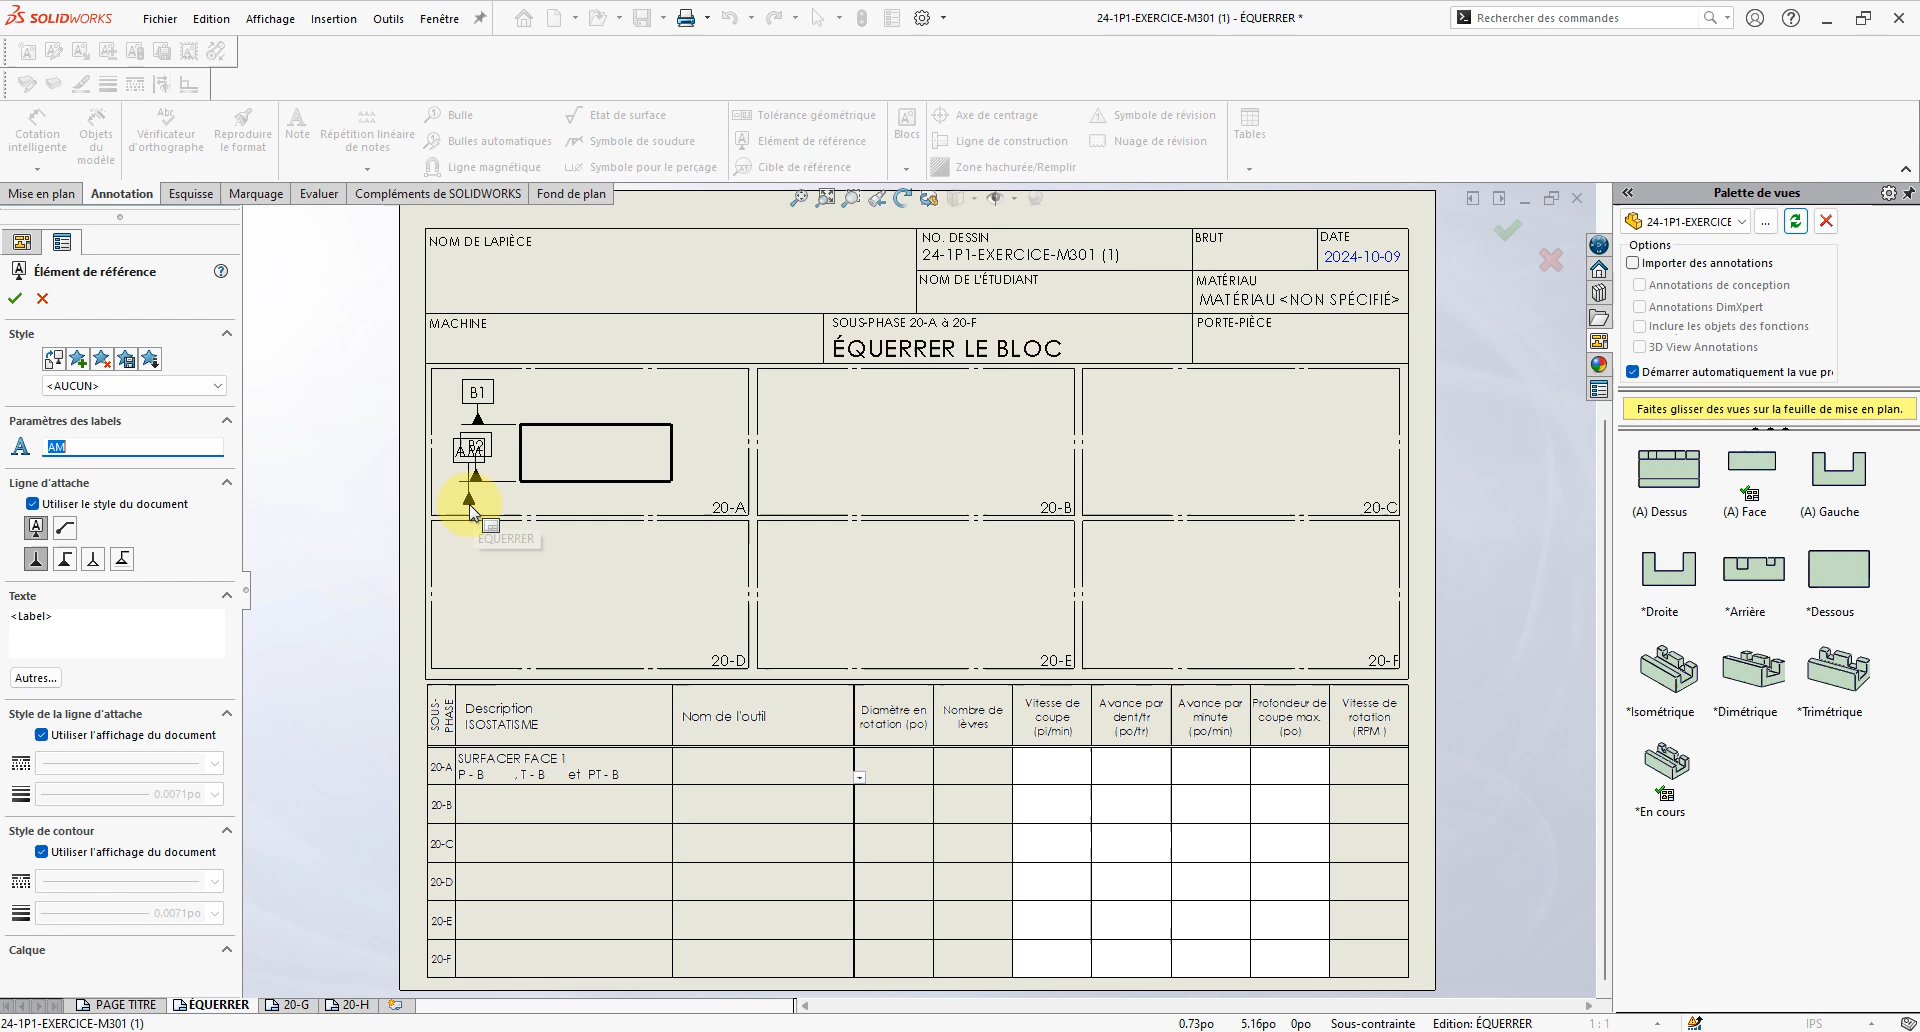 SOLIDWORKS
Fichier
Edition
Affichage
Insertion
Outils
Fenêtre
24-1P1-EXERCICE-M301 (1) - ÉQUERRER *
Rechercher des commandes
Cotation
intelligente
Objets
du
modèle
Vérificateur
d'orthographe
Reproduire
le format
Note
Répétition linéaire
de notes
Bulle
Bulles automatiques
Ligne magnétique
Etat de surface
Symbole de soudure
Symbole pour le perçage
Tolérance géométrique
Elément de référence
Cible de référence
Blocs
Axe de centrage
Ligne de construction
Zone hachurée/Remplir
Symbole de révision
Nuage de révision
Tables
Mise en plan
Annotation
Esquisse
Marquage
Evaluer
Compléments de SOLIDWORKS
Fond de plan
Élément de référence
Style
<AUCUN>
Paramètres des labels
AM
Ligne d'attache
Utiliser le style du document
Texte
<Label>
Autres...
Style de la ligne d'attache
Utiliser l'affichage du document
0.0071po
Style de contour
Utiliser l'affichage du document
0.0071po
Calque
NOM DE LAPIÈCE
NO. DESSIN
24-1P1-EXERCICE-M301 (1)
BRUT
DATE
2024-10-09
NOM DE L'ÉTUDIANT
MATÉRIAU
MATÉRIAU <NON SPÉCIFIÉ>
MACHINE
SOUS-PHASE 20-A à 20-F
ÉQUERRER LE BLOC
PORTE-PIÈCE
B1
B2
AM
20-A
20-B
20-C
EQUERRER
20-D
20-E
20-F
SOUS-
PHASE
Description
ISOSTATISME
Nom de l'outil
Diamètre en
rotation (po)
Nombre de
lèvres
Vitesse de
coupe
(pi/min)
Avance par
dent/tr
(po/tr)
Avance par
minute
(po/min)
Profondeur de
coupe max.
(po)
Vitesse de
rotation
(RPM )
20-A
SURFACER FACE 1
P - B , T - B et PT - B
20-B
20-C
20-D
20-E
20-F
Palette de vues
24-1P1-EXERCICE
...
Options
Importer des annotations
Annotations de conception
Annotations DimXpert
Inclure les objets des fonctions
3D View Annotations
Démarrer automatiquement la vue pr
Faites glisser des vues sur la feuille de mise en plan.
(A) Dessus
(A) Face
(A) Gauche
*Droite
*Arrière
*Dessous
*Isométrique
*Dimétrique
*Trimétrique
*En cours
PAGE TITRE
ÉQUERRER
20-G
20-H
24-1P1-EXERCICE-M301 (1)
0.73po
5.16po
0po
Sous-contrainte
Edition: ÉQUERRER
1 : 1
IPS